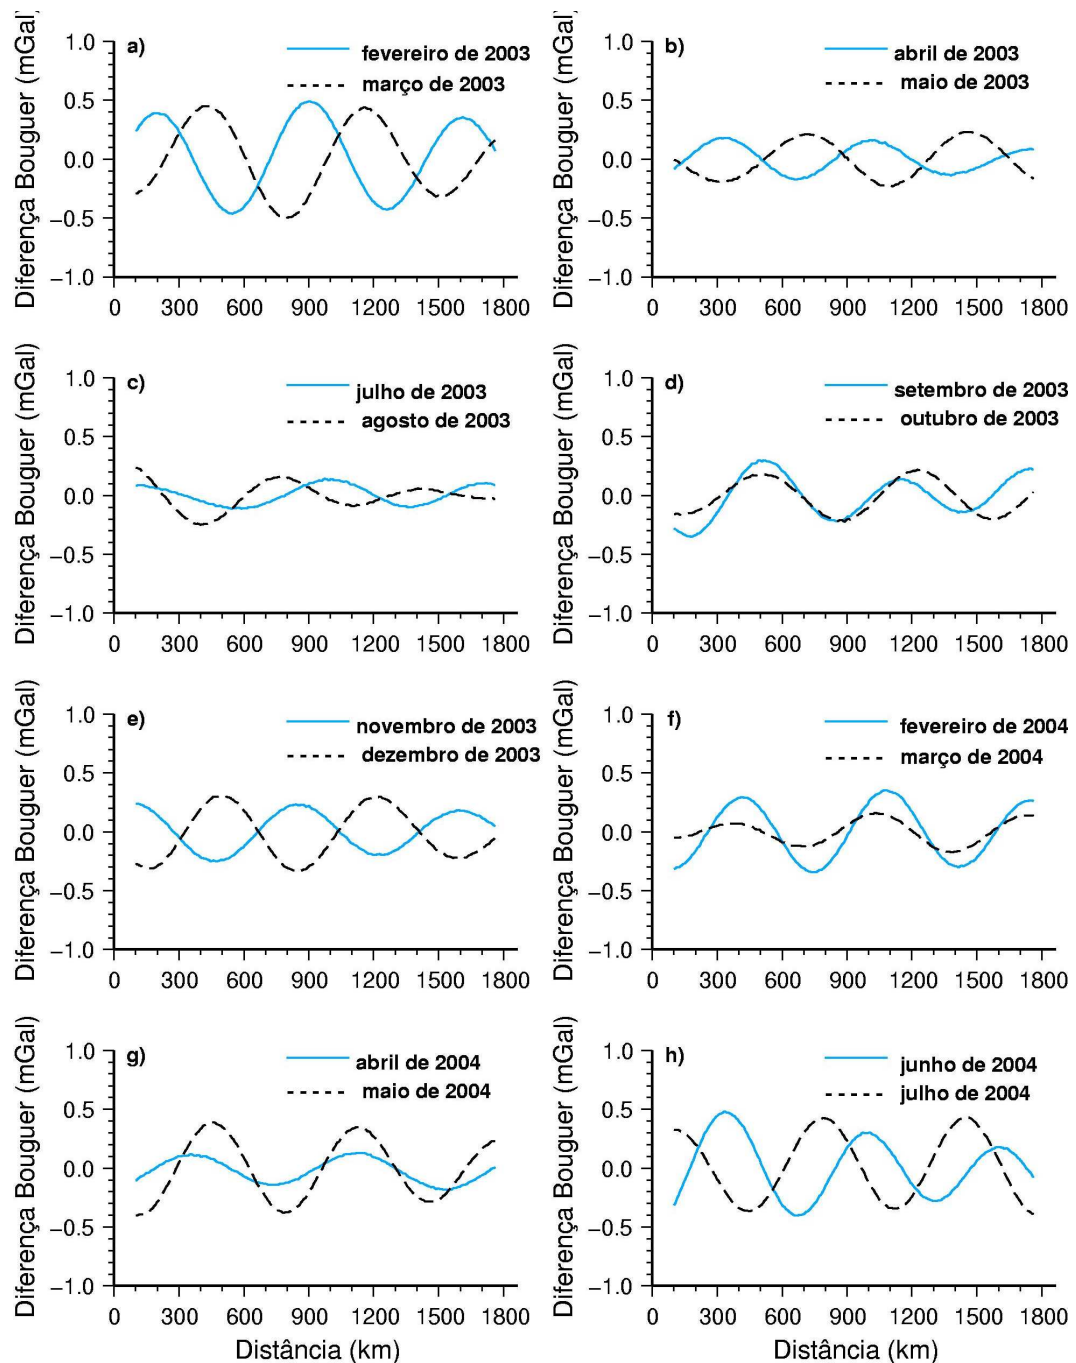 Diferença Bouguer (mGal)
1.0
0.5
0.0
−0.5
−1.0
a)
fevereiro de 2003
março de 2003
0 300 600 900 1200 1500 1800
Diferença Bouguer (mGal)
1.0
0.5
0.0
−0.5
−1.0
b)
abril de 2003
maio de 2003
0 300 600 900 1200 1500 1800
Diferença Bouguer (mGal)
1.0
0.5
0.0
−0.5
−1.0
c)
julho de 2003
agosto de 2003
0 300 600 900 1200 1500 1800
Diferença Bouguer (mGal)
1.0
0.5
0.0
−0.5
−1.0
d)
setembro de 2003
outubro de 2003
0 300 600 900 1200 1500 1800
Diferença Bouguer (mGal)
1.0
0.5
0.0
−0.5
−1.0
e)
novembro de 2003
dezembro de 2003
0 300 600 900 1200 1500 1800
Diferença Bouguer (mGal)
1.0
0.5
0.0
−0.5
−1.0
f)
fevereiro de 2004
março de 2004
0 300 600 900 1200 1500 1800
Diferença Bouguer (mGal)
1.0
0.5
0.0
−0.5
−1.0
g)
abril de 2004
maio de 2004
0 300 600 900 1200 1500 1800
Distância (km)
Diferença Bouguer (mGal)
1.0
0.5
0.0
−0.5
−1.0
h)
junho de 2004
julho de 2004
0 300 600 900 1200 1500 1800
Distância (km)